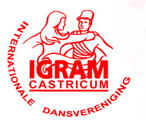 IGRAM
CASTRICUM
INTERNATIONALE DANSVERENIGING